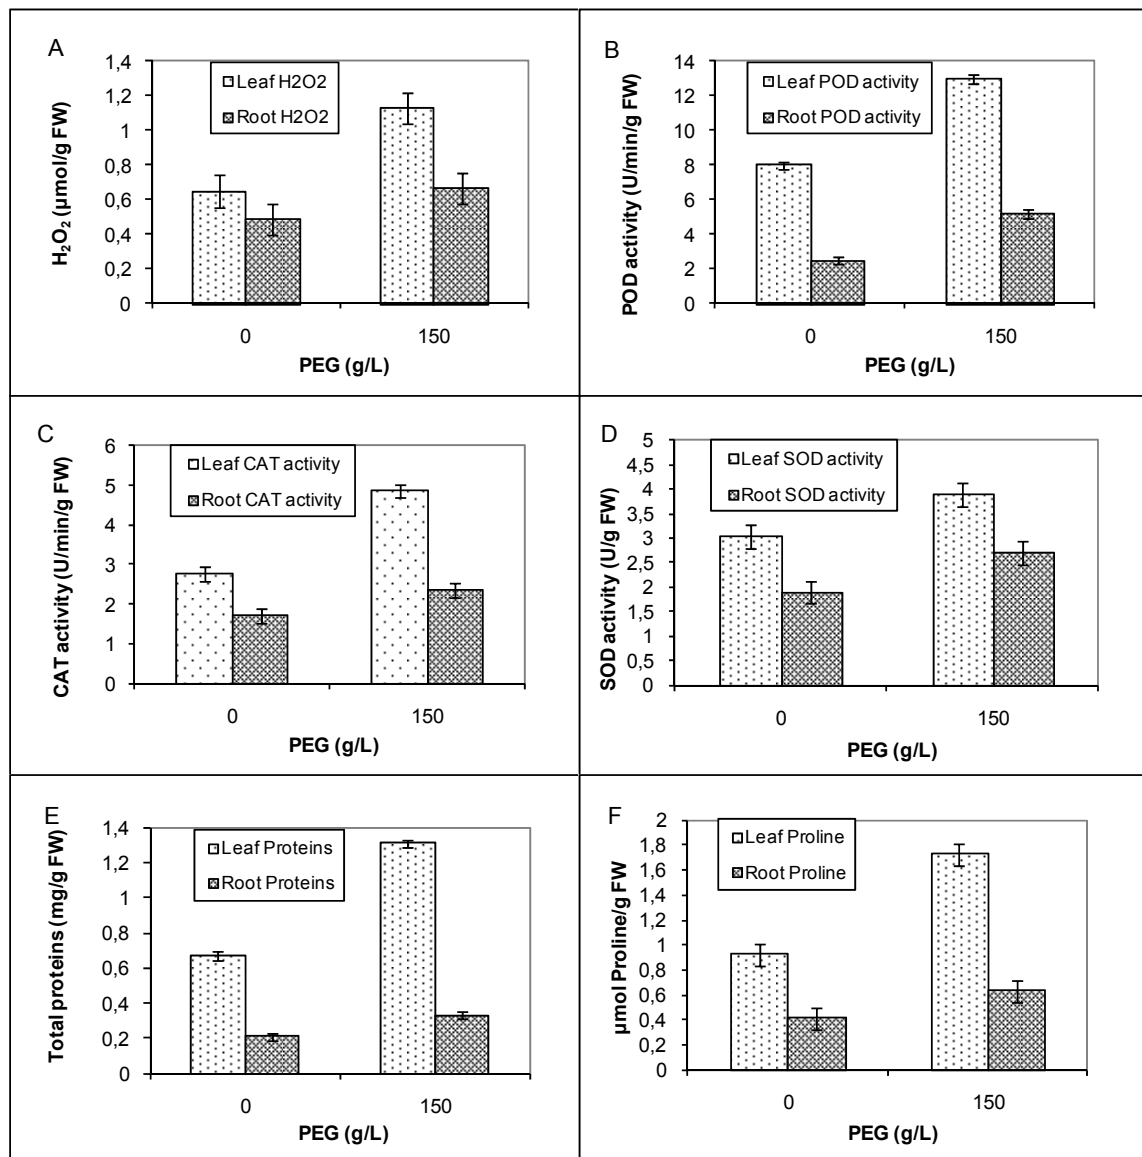 A
H₂O₂ (µmol/g FW)
1,4
1,2
1
0,8
0,6
0,4
0,2
0
Leaf H2O2
Root H2O2
0 150
PEG (g/L)
B
POD activity (U/min/g FW)
14
12
10
8
6
4
2
0
Leaf POD activity
Root POD activity
0 150
PEG (g/L)
C
CAT activity (U/min/g FW)
6
5
4
3
2
1
0
Leaf CAT activity
Root CAT activity
0 150
PEG (g/L)
D
SOD activity (U/g FW)
5
4,5
4
3,5
3
2,5
2
1,5
1
0,5
0
Leaf SOD activity
Root SOD activity
0 150
PEG (g/L)
E
Total proteins (mg/g FW)
1,4
1,2
1
0,8
0,6
0,4
0,2
0
Leaf Proteins
Root Proteins
0 150
PEG (g/L)
F
µmol Proline/g FW
2
1,8
1,6
1,4
1,2
1
0,8
0,6
0,4
0,2
0
Leaf Proline
Root Proline
0 150
PEG (g/L)